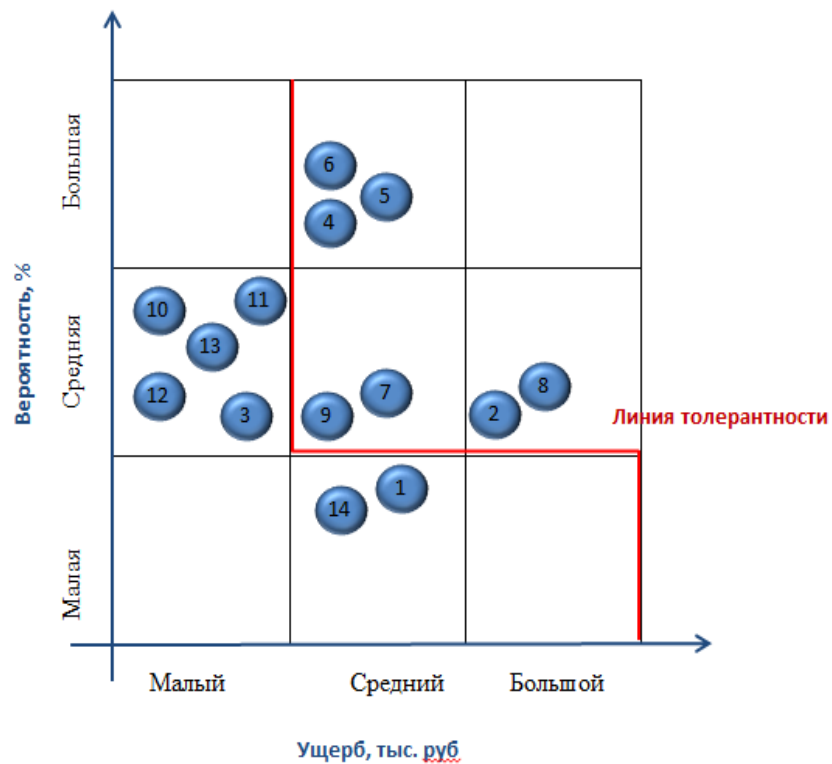 Вероятность, %
Большая
Средняя
Малая
6
5
4
10
11
13
12
3
9
7
2
8
Линия толерантности
14
1
Малый
Средний
Большой
Ущерб, тыс. руб